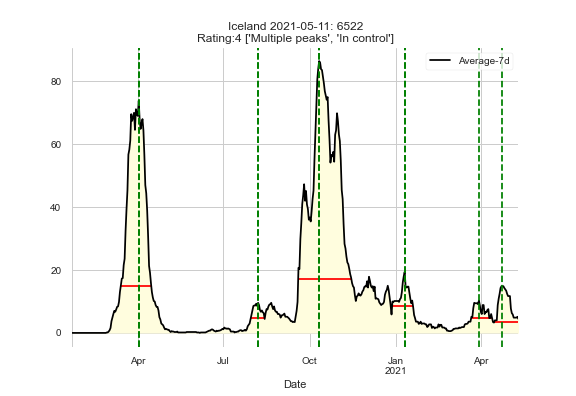 Iceland 2021-05-11: 6522
Rating:4 ['Multiple peaks', 'In control']
Average-7d
80
60
40
20
0
Apr
Jul
Oct
Jan
2021
Apr
Date